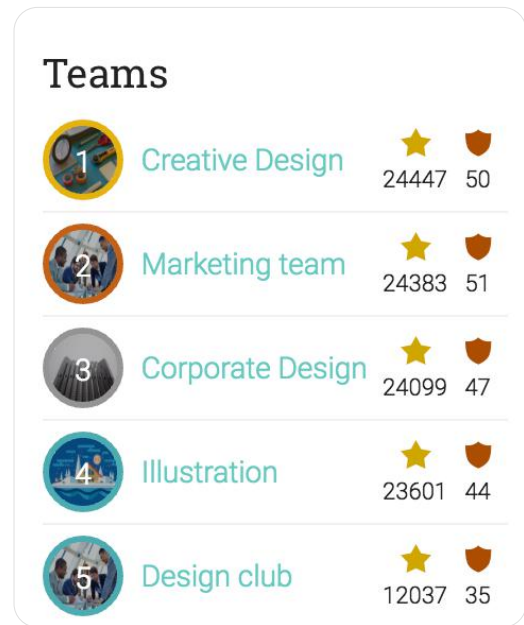 Teams
1 Creative Design 24447 50
2 Marketing team 24383 51
3 Corporate Design 24099 47
4 Illustration 23601 44
5 Design club 12037 35